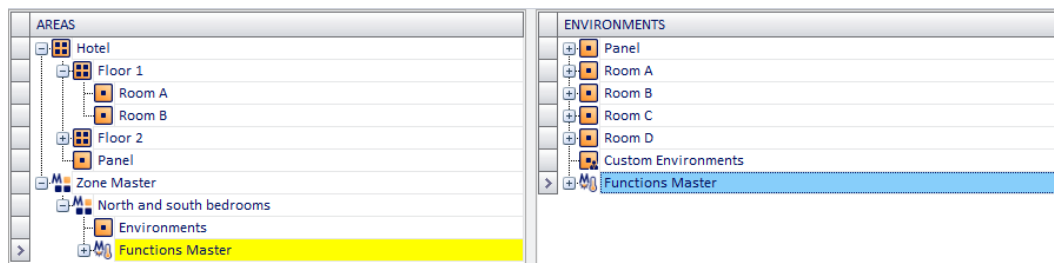 AREAS
Hotel
Floor 1
Room A
Room B
Floor 2
Panel
Zone Master
North and south bedrooms
Environments
Functions Master
ENVIRONMENTS
Panel
Room A
Room B
Room C
Room D
Custom Environments
Functions Master